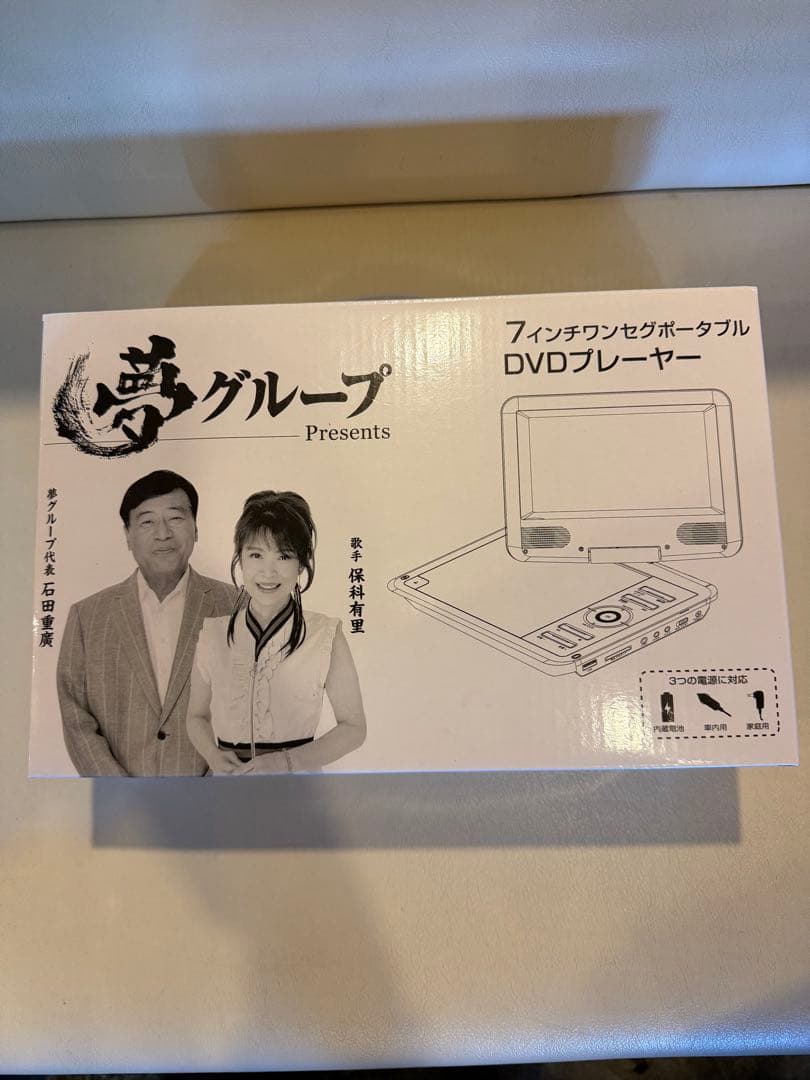 夢グループ
Presents
夢グループ代表 石田重廣
歌手 保科有里
7インチワンセグポータブル
DVDプレーヤー
3つの電源に対応
内蔵電池
車内用
家庭用